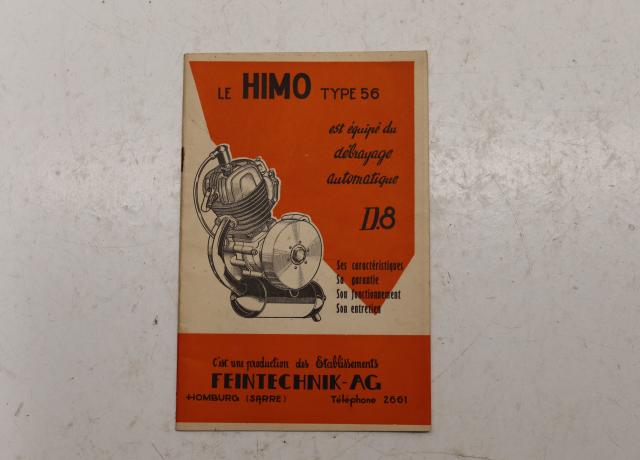 LE HIMO TYPE 56
est équipé du
débrayage
automatique
D.8
Ses caractéristiques
Sa garantie
Son fonctionnement
Son entretien
C'est une production des Etablissements
FEINTECHNIK-AG
HOMBURG (SARRE) Téléphone 2661